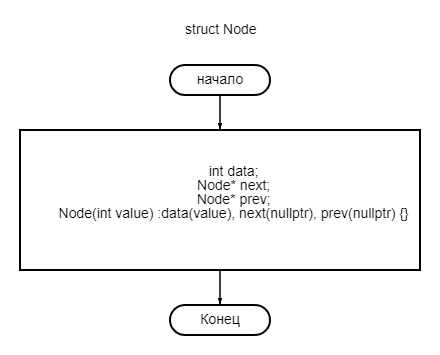 struct Node
начало
int data;
Node* next;
Node* prev;
Node(int value) :data(value), next(nullptr), prev(nullptr) {}
Конец